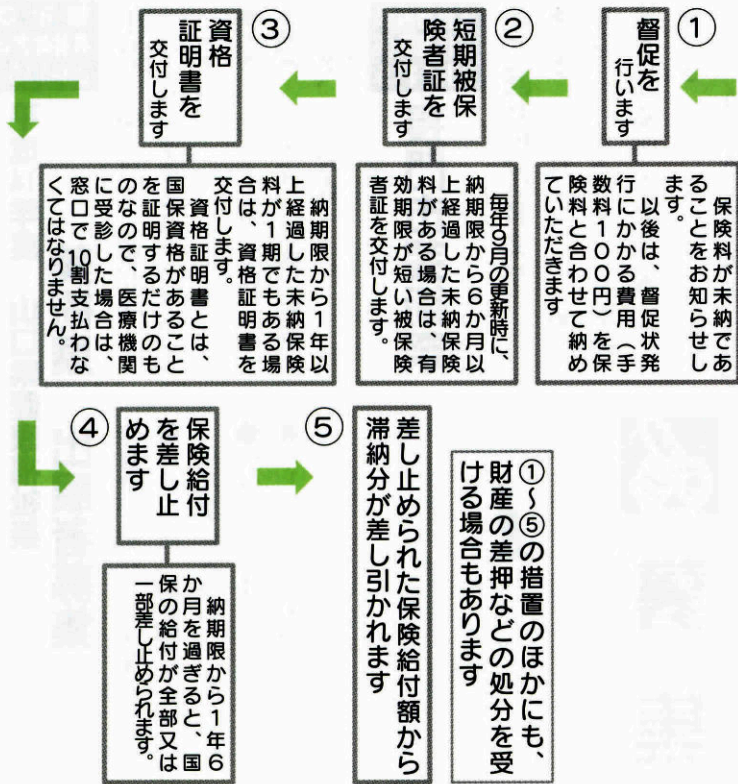 ①
督促を
行います
保険料が未納であ
ることをお知らせし
ます。
以後は、督促状発
行にかかる費用（手
数料１００円）を保
険料と合わせて納め
ていただきます
②
短期被保
険者証を
交付します
毎年９月の更新時に、
納期限から６か月以
上経過した未納保険
料がある場合は、有
効期限が短い被保険
者証を交付します。
③
資格
証明書を
交付します
納期限から１年以
上経過した未納保険
料が１期でもある場
合は、資格証明書を
交付します。
資格証明書とは、
国保資格があること
を証明するだけのも
のなので、医療機関
に受診した場合は、
窓口で10割支払わな
くてはなりません。
④
保険給付
を差し止
めます
納期限から１年６
か月を過ぎると、国
保の給付が全部又は
一部差し止められます。
⑤
差し止められた保険給付額から
滞納分が差し引かれます
①～⑤の措置のほかにも、
財産の差押などの処分を受
ける場合もあります